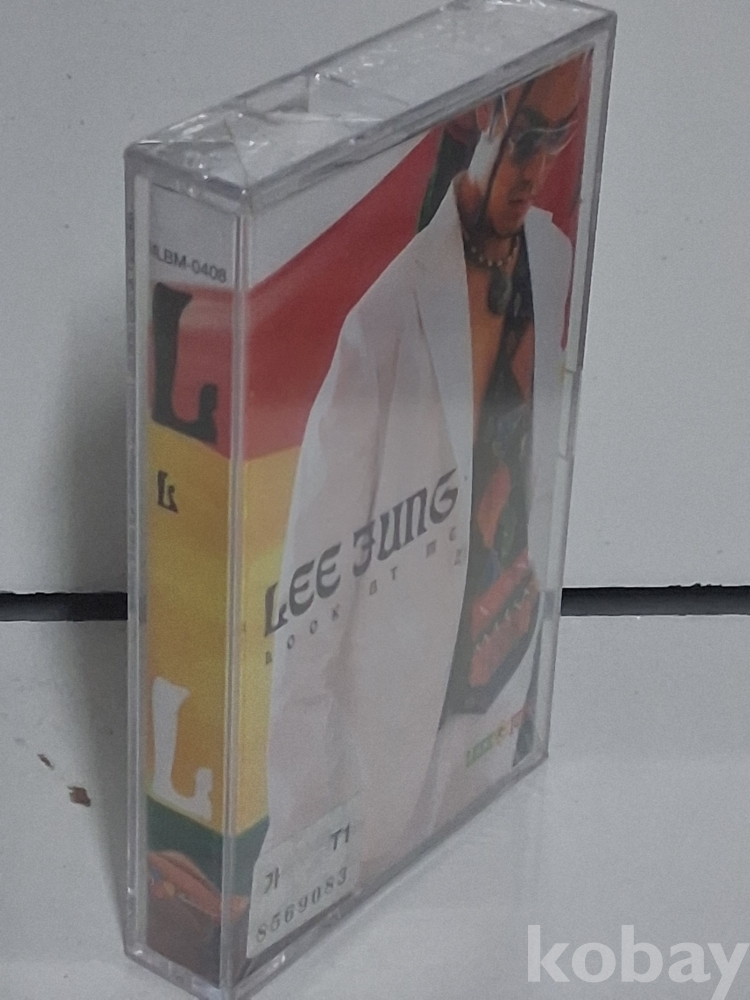 LBM-0408
L
L
L
LEE JUNG
LOOK AT ME
가 T1
8569083
kobay